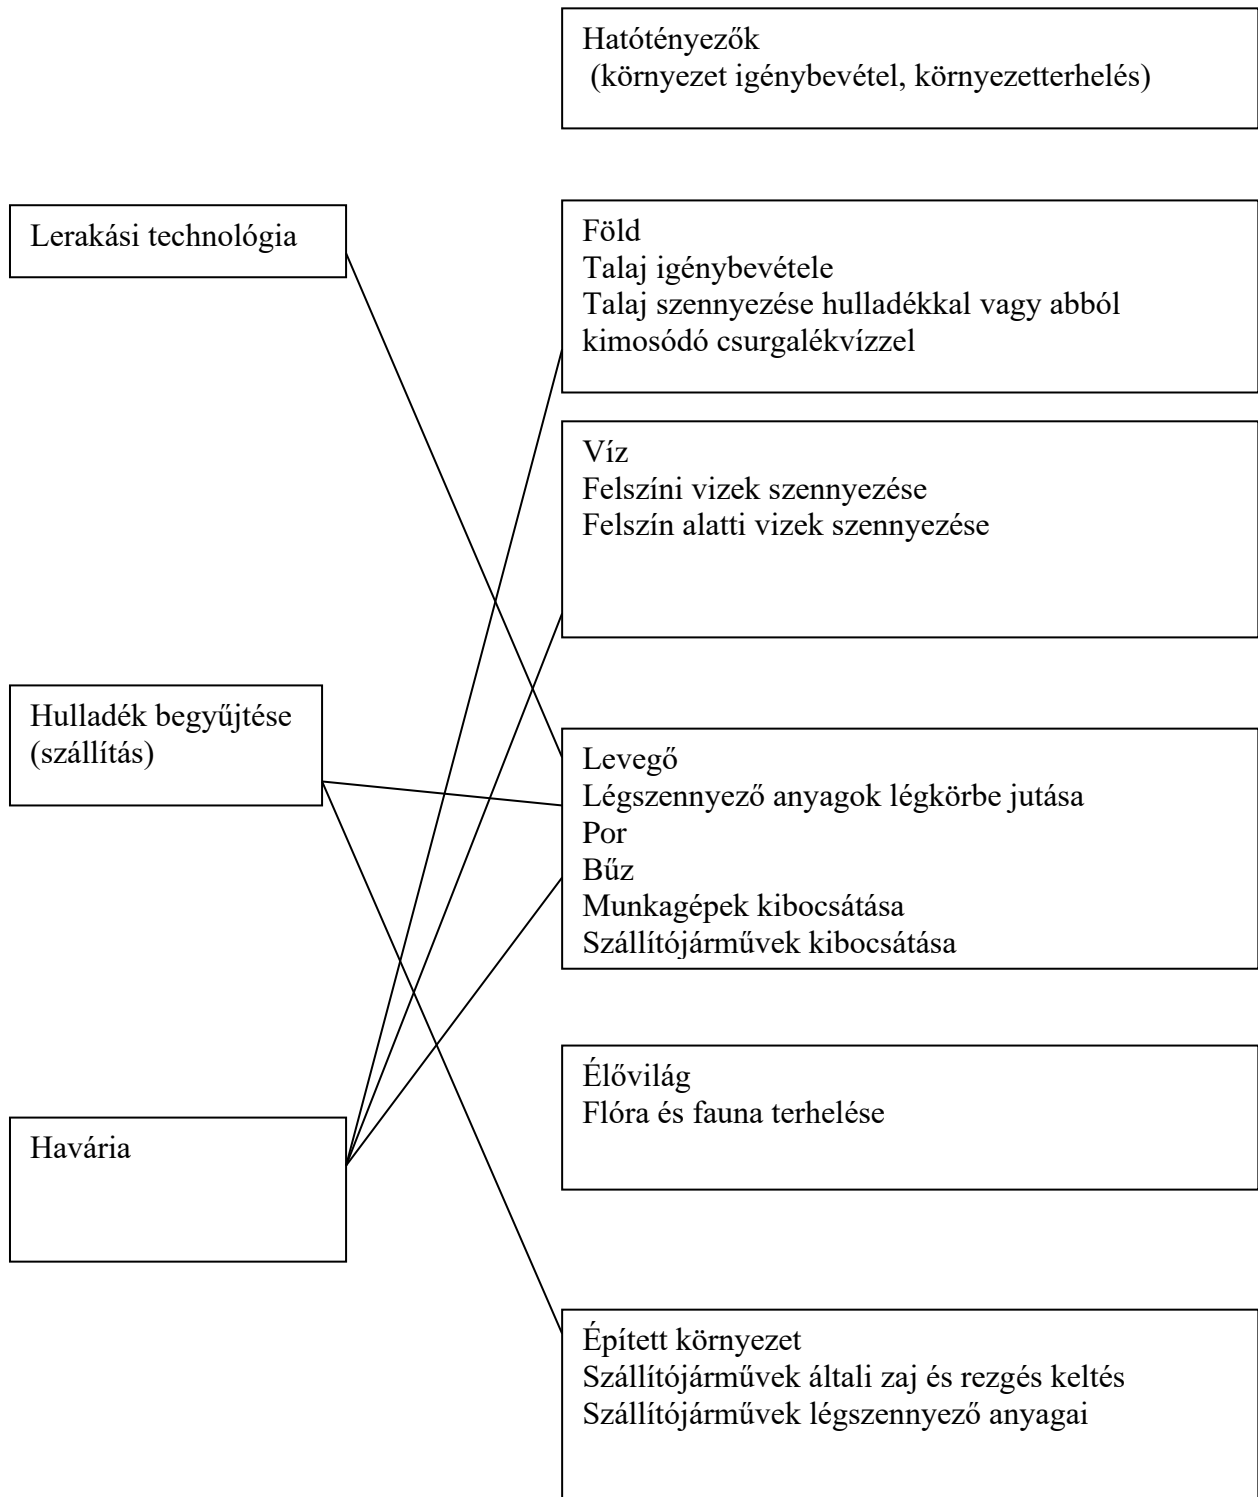 Hatótényezők
(környezet igénybevétel, környezetterhelés)
Lerakási technológia
Föld
Talaj igénybevétele
Talaj szennyezése hulladékkal vagy abból
kimosódó csurgalékvízzel
Víz
Felszíni vizek szennyezése
Felszín alatti vizek szennyezése
Hulladék begyűjtése
(szállítás)
Levegő
Légszennyező anyagok légkörbe jutása
Por
Bűz
Munkagépek kibocsátása
Szállítójárművek kibocsátása
Élővilág
Flóra és fauna terhelése
Havária
Épített környezet
Szállítójárművek általi zaj és rezgés keltés
Szállítójárművek légszennyező anyagai